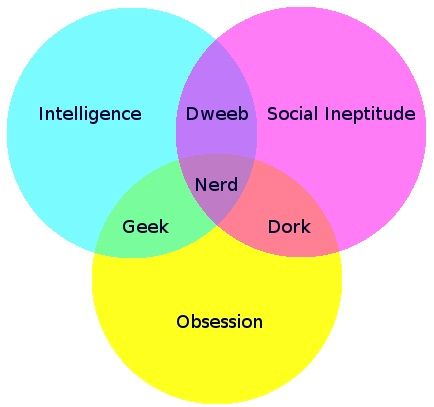 Intelligence
Dweeb
Social Ineptitude
Nerd
Geek
Dork
Obsession